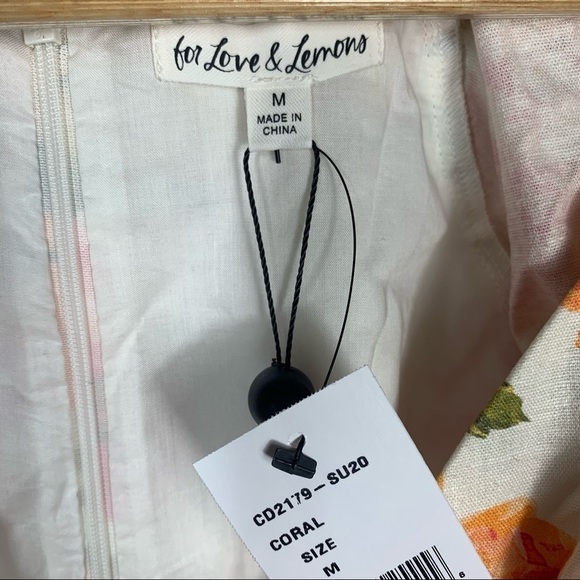 for Love & Lemons
M
MADE IN
CHINA
CD2179-SU20
CORAL
SIZE
M